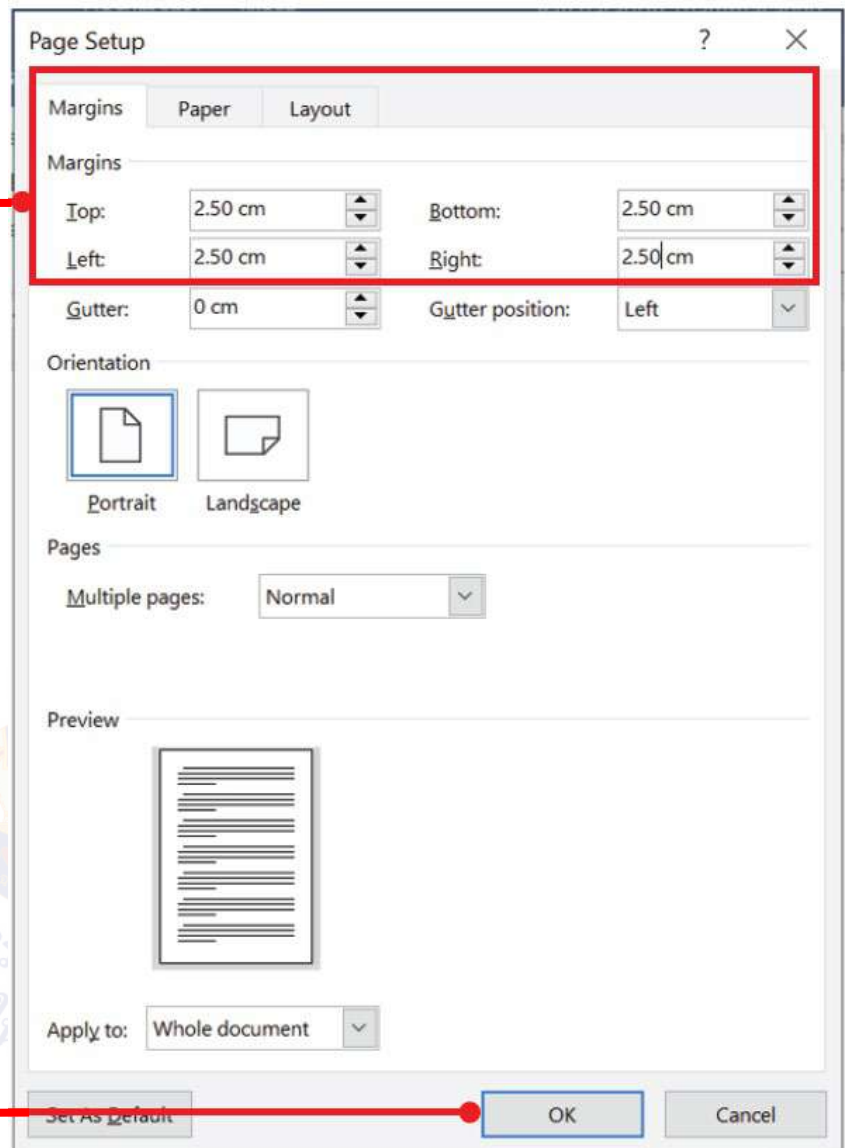 Page Setup ? ×
Margins Paper Layout
Margins
Top: 2.50 cm Bottom: 2.50 cm
Left: 2.50 cm Right: 2.50 cm
Gutter: 0 cm Gutter position: Left
Orientation
Portrait Landscape
Pages
Multiple pages: Normal
Preview
Apply to: Whole document
Set As Default OK Cancel